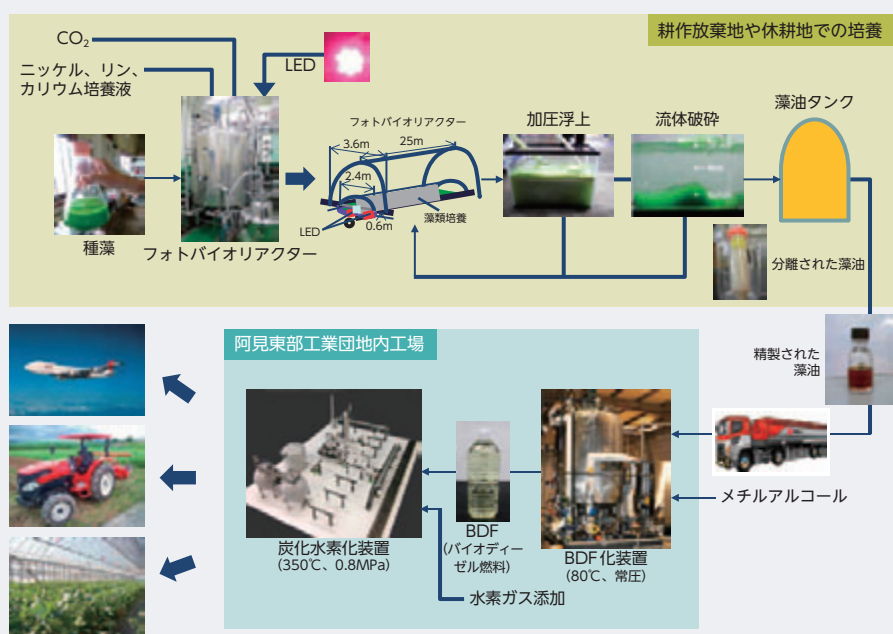 耕作放棄地や休耕地での培養
CO₂
ニッケル、リン、
カリウム培養液
LED
種藻
フォトバイオリアクター
フォトバイオリアクター
3.6m
25m
2.4m
0.6m
LED
藻類培養
加圧浮上
流体破砕
藻油タンク
分離された藻油
精製された
藻油
阿見東部工業団地内工場
メチルアルコール
BDF化装置
(80℃、常圧)
BDF
(バイオディー
ゼル燃料)
炭化水素化装置
(350℃、0.8MPa)
水素ガス添加